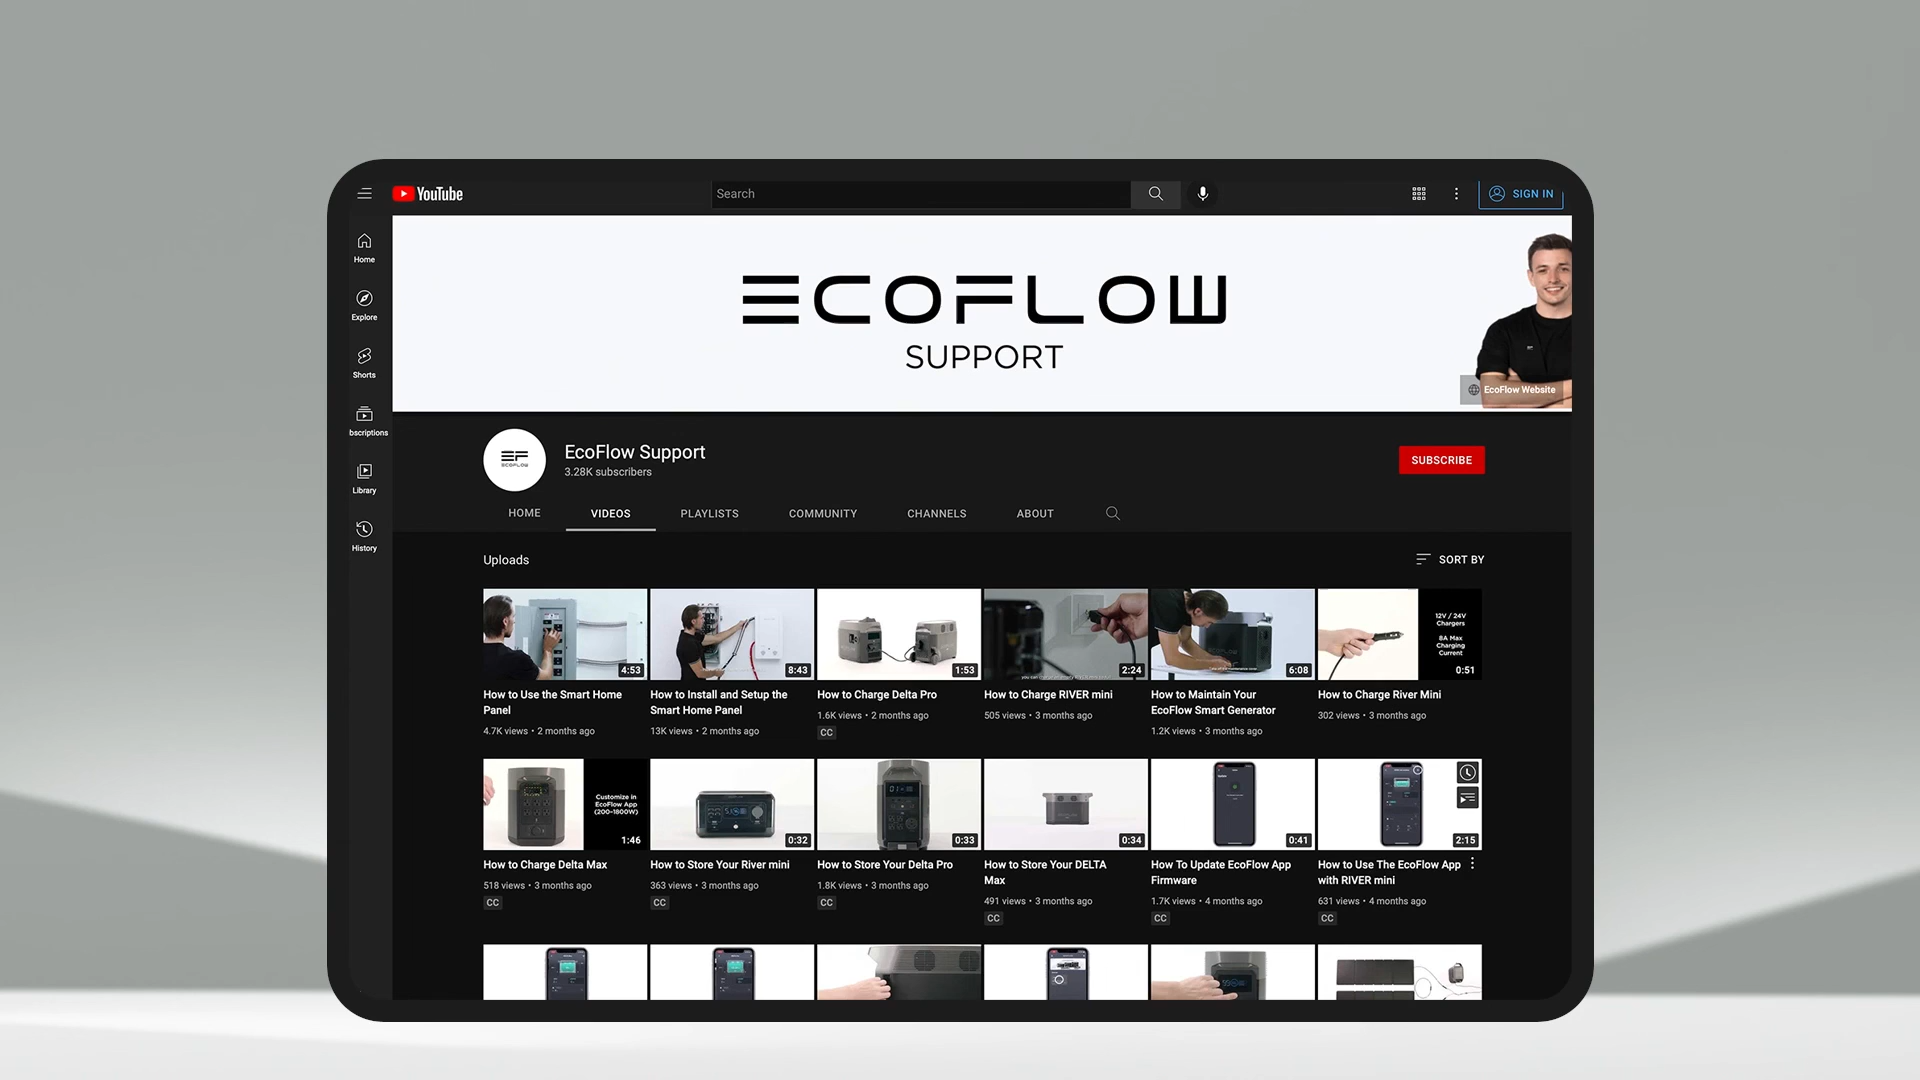 YouTube
Search
SIGN IN
Home
Explore
Shorts
bscriptions
Library
History
ECOFLOW
SUPPORT
EcoFlow Website
EF
ECOFLOW
EcoFlow Support
3.28K subscribers
SUBSCRIBE
HOME
VIDEOS
PLAYLISTS
COMMUNITY
CHANNELS
ABOUT
Uploads
SORT BY
4:53
8:43
1:53
2:24
ECOFLOW
6:08
12V / 24V
Chargers
8A Max
Charging
Current
0:51
How to Use the Smart Home
Panel
4.7K views • 2 months ago
How to Install and Setup the
Smart Home Panel
13K views • 2 months ago
How to Charge Delta Pro
1.6K views • 2 months ago
CC
How to Charge RIVER mini
505 views • 3 months ago
How to Maintain Your
EcoFlow Smart Generator
1.2K views • 3 months ago
How to Charge River Mini
302 views • 3 months ago
Customize in
EcoFlow App
(200~1800W)
1:46
0:32
0:33
0:34
0:41
2:15
How to Charge Delta Max
518 views • 3 months ago
CC
How to Store Your River mini
363 views • 3 months ago
CC
How to Store Your Delta Pro
1.8K views • 3 months ago
CC
How to Store Your DELTA
Max
491 views • 3 months ago
CC
How To Update EcoFlow App
Firmware
1.7K views • 4 months ago
CC
How to Use The EcoFlow App
with RIVER mini
631 views • 4 months ago
CC